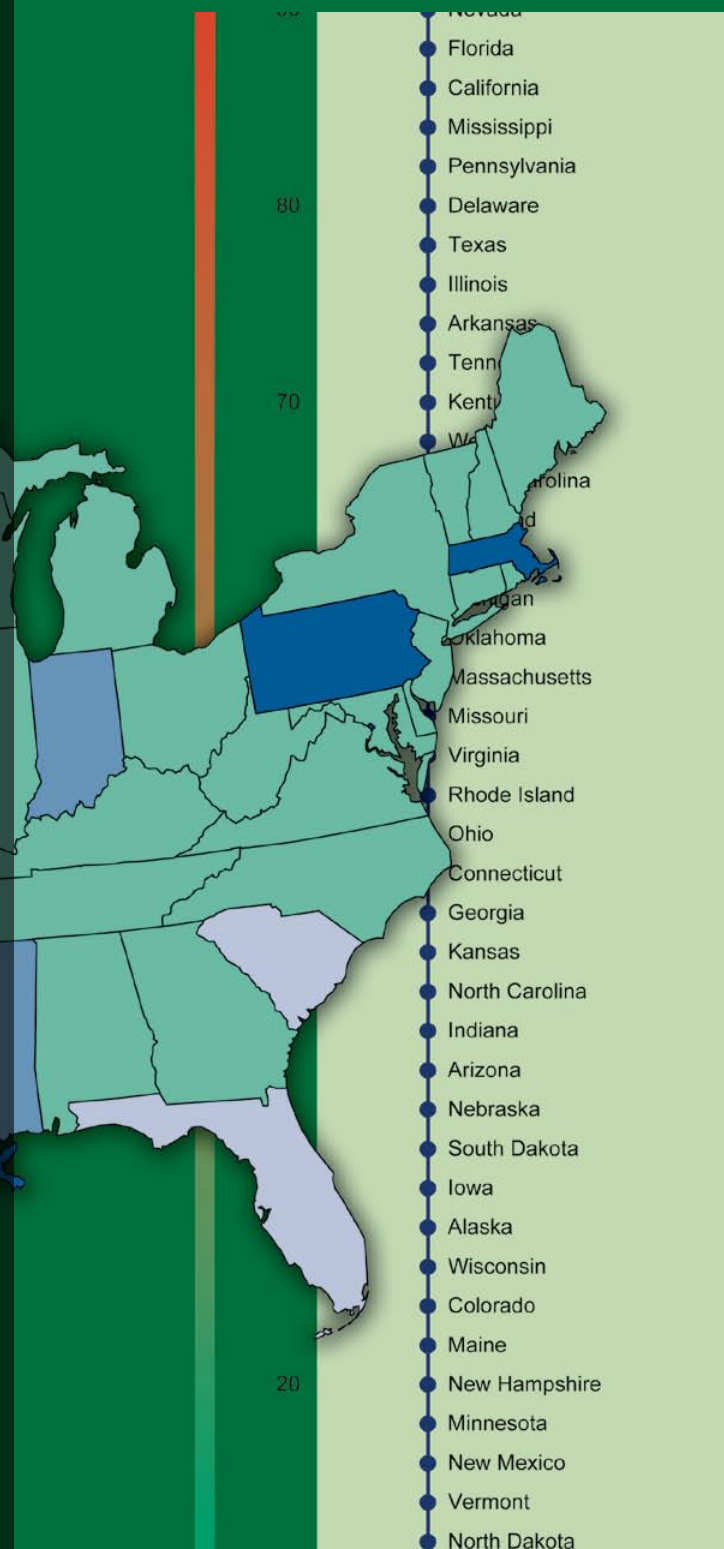 Florida
California
Mississippi
Pennsylvania
80
Delaware
Texas
Illinois
Arkansas
70
Oklahoma
Massachusetts
Missouri
Virginia
Rhode Island
Ohio
Connecticut
Georgia
Kansas
North Carolina
Indiana
Arizona
Nebraska
South Dakota
Iowa
Alaska
Wisconsin
Colorado
Maine
20
New Hampshire
Minnesota
New Mexico
Vermont
North Dakota